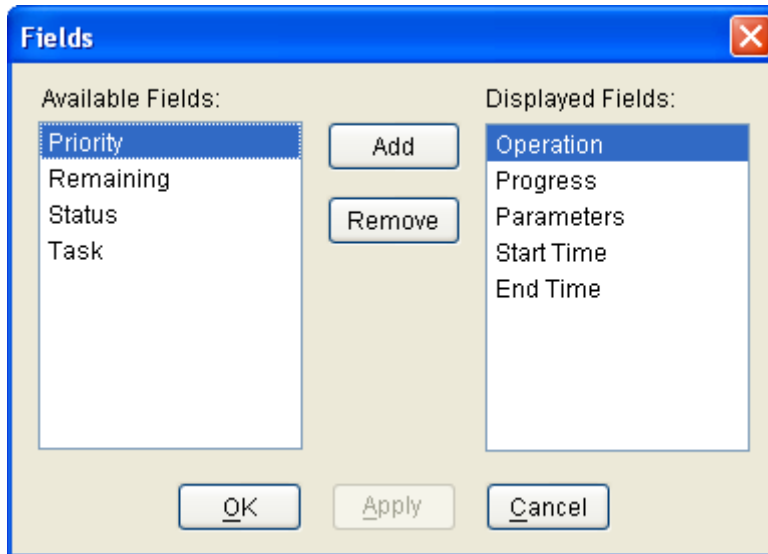 Fields
Available Fields:
Priority
Remaining
Status
Task
Add
Remove
Displayed Fields:
Operation
Progress
Parameters
Start Time
End Time
OK
Apply
Cancel